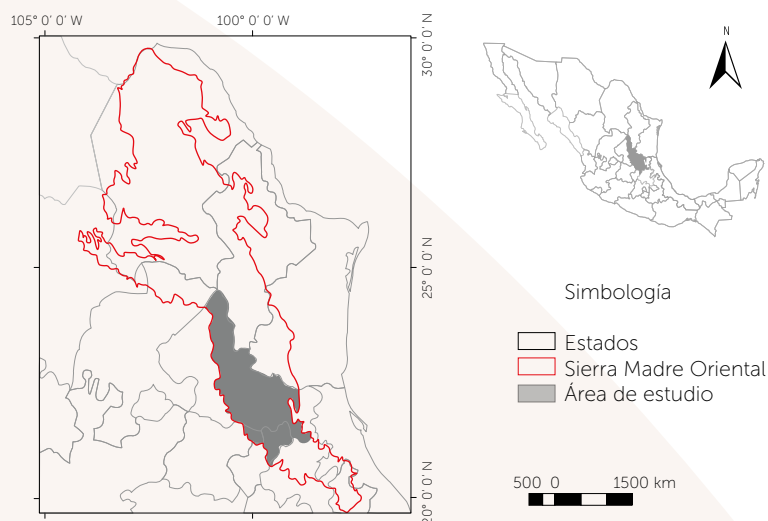 105° 0' 0" W
100° 0' 0" W
30° 0' 0" N
25° 0' 0" N
20° 0' 0" N
N
Simbología
Estados
Sierra Madre Oriental
Área de estudio
500 0 1500 km